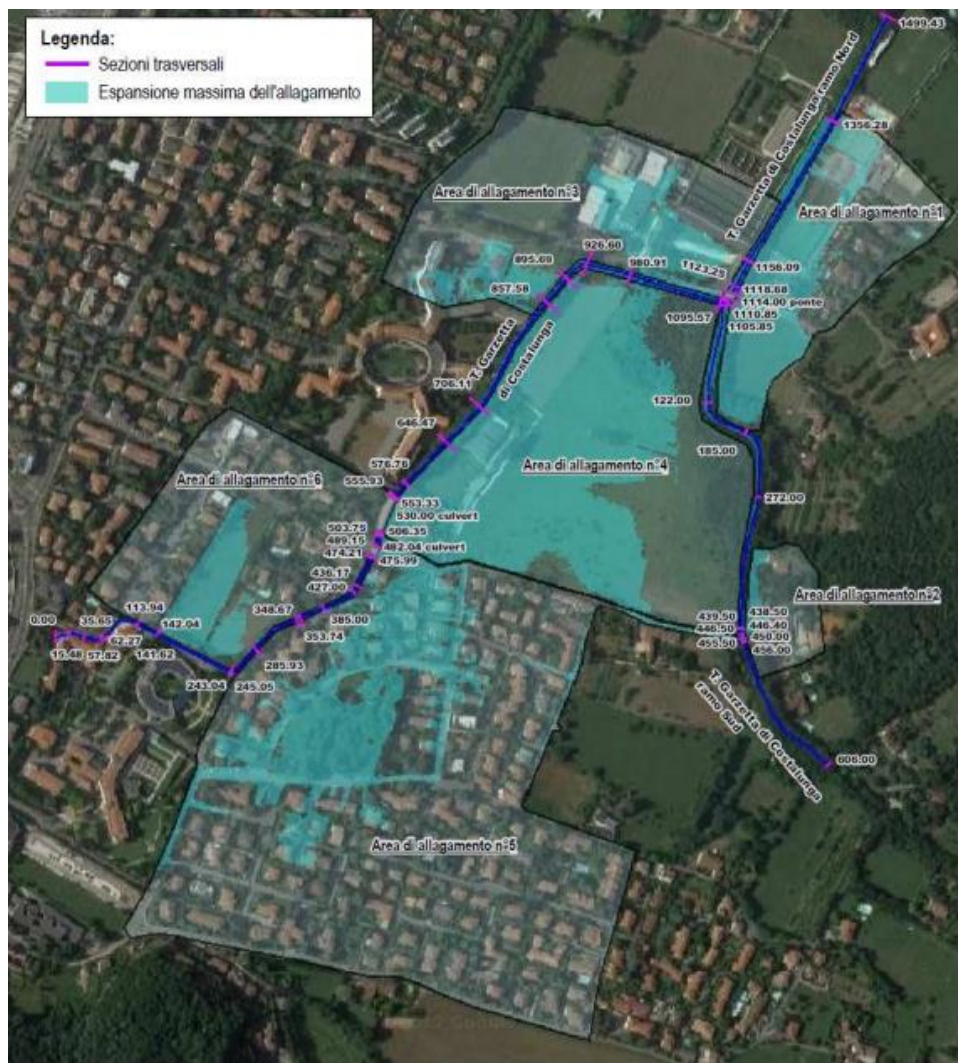 Legenda:
Sezioni trasversali
Espansione massima dell'allagamento
1499.43
T. Garzetta di Costalunga ramo Nord
1356.28
Area di allagamento n°3
Area di allagamento n°1
926.60
895.69
980.91
1123.25
1156.09
857.58
1118.68
1114.00 ponte
1095.57
1110.85
1105.85
T. Garzetta
di Costalunga
706.11
122.00
646.47
185.00
576.76
Area di allagamento n°4
Area di allagamento n°6
555.93
553.33
272.00
530.00 culvert
503.75
506.35
489.15
482.04 culvert
474.21
475.99
436.17
427.00
Area di allagamento n°2
348.67
385.00
113.94
439.50
438.50
0.00
35.65
142.04
446.50
446.40
353.74
62.27
450.00
15.48
57.82
141.62
455.50
456.00
285.93
243.04
245.05
T. Garzetta di Costalunga
ramo Sud
606.00
Area di allagamento n°5